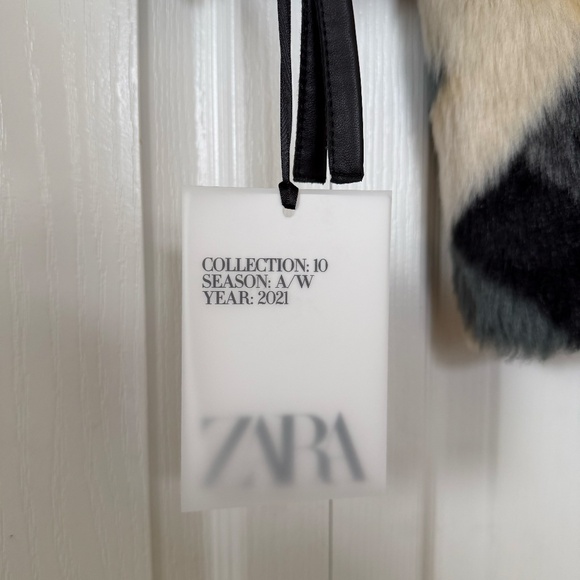 COLLECTION: 10
SEASON: A/W
YEAR: 2021
ZARA